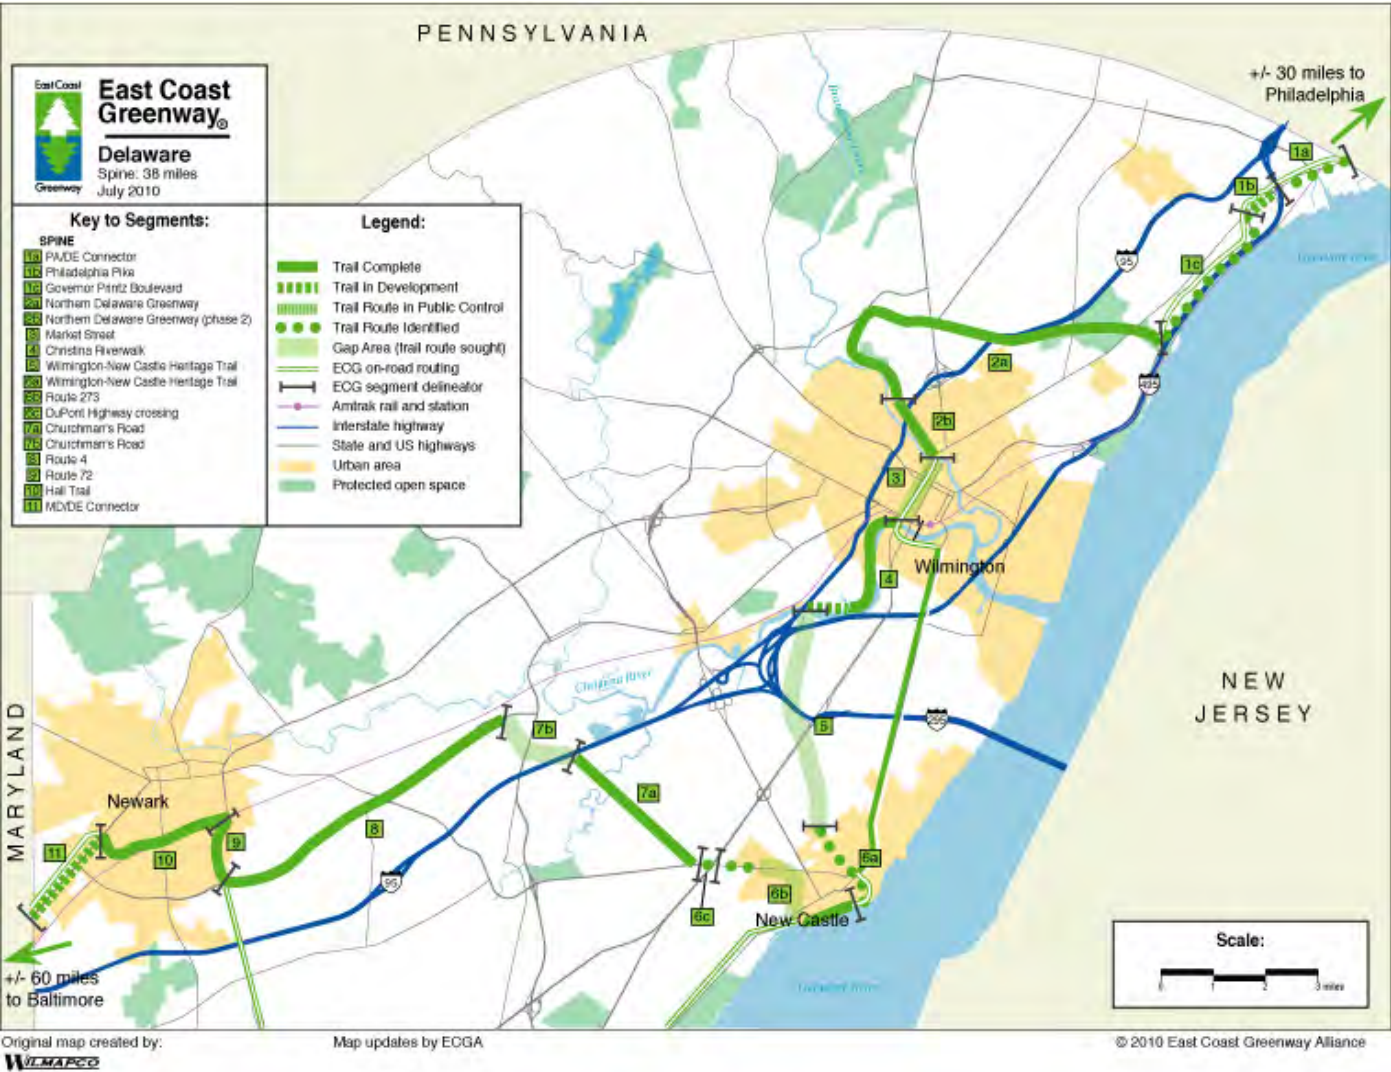 PENNSYLVANIA
+/- 30 miles to
Philadelphia
East Coast
Greenway
East Coast
Greenway®
Delaware
Spine: 38 miles
July 2010
Key to Segments:
SPINE
1a PA/DE Connector
1b Philadelphia Pike
1c Governor Printz Boulevard
2a Northern Delaware Greenway
2b Northern Delaware Greenway (phase 2)
3 Market Street
4 Christina Riverwalk
5 Wilmington-New Castle Heritage Trail
6a Wilmington-New Castle Heritage Trail
6b Route 273
6c DuPont Highway crossing
7a Churchman's Road
7b Churchman's Road
8 Route 4
9 Route 72
10 Hall Trail
11 MD/DE Connector
Legend:
Trail Complete
Trail in Development
Trail Route in Public Control
Trail Route Identified
Gap Area (trail route sought)
ECG on-road routing
ECG segment delineator
Amtrak rail and station
Interstate highway
State and US highways
Urban area
Protected open space
1a
1b
1c
95
2a
495
2b
3
4
Wilmington
Christina River
5
295
NEW
JERSEY
MARYLAND
Newark
7b
7a
8
9
10
11
95
6a
6b
6c
New Castle
Delaware River
Delaware River
+/- 60 miles
to Baltimore
Scale:
0 1 2 3 miles
Original map created by:
WILMAPCO
Map updates by ECGA
© 2010 East Coast Greenway Alliance